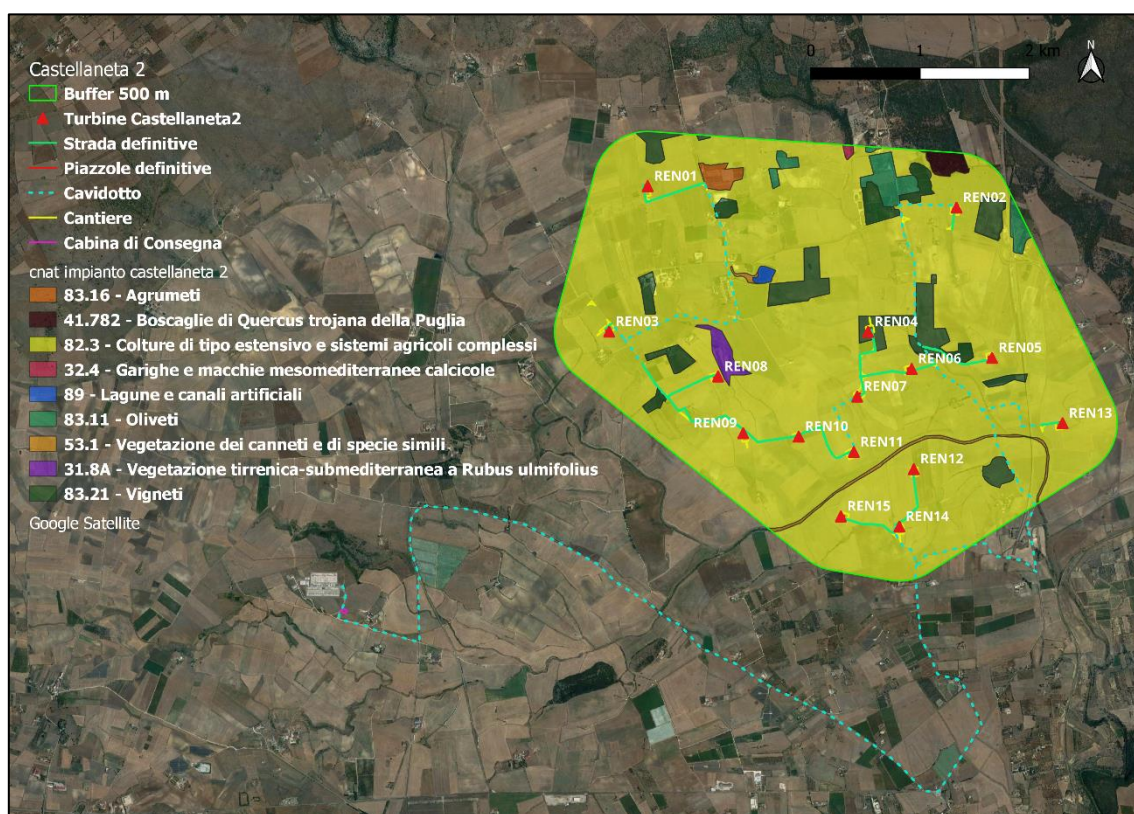 Castellaneta 2
Buffer 500 m
Turbine Castellaneta2
Strada definitive
Piazzole definitive
Cavidotto
Cantiere
Cabina di Consegna
cnat impianto castellaneta 2
83.16 - Agrumeti
41.782 - Boscaglie di Quercus trojana della Puglia
82.3 - Colture di tipo estensivo e sistemi agricoli complessi
32.4 - Garighe e macchie mesomediterranee calcicole
89 - Lagune e canali artificiali
83.11 - Oliveti
53.1 - Vegetazione dei canneti e di specie simili
31.8A - Vegetazione tirrenica-submediterranea a Rubus ulmifolius
83.21 - Vigneti
Google Satellite
0 1 2 km
N
REN01
REN02
REN03
REN04
REN05
REN06
REN08
REN07
REN13
REN09
REN10
REN11
REN12
REN15
REN14